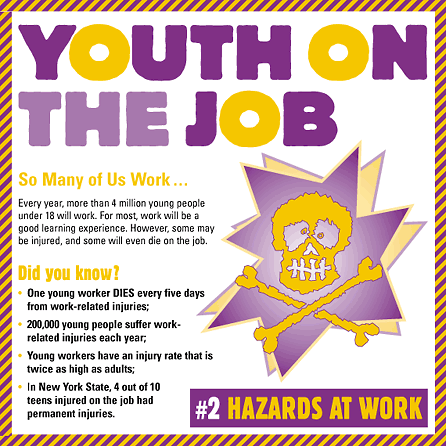 YOUTH ON
THE JOB
So Many of Us Work ...
Every year, more than 4 million young people
under 18 will work. For most, work will be a
good learning experience. However, some may
be injured, and some will even die on the job.
Did you know?
• One young worker DIES every five days
from work-related injuries;
• 200,000 young people suffer work-
related injuries each year;
• Young workers have an injury rate that is
twice as high as adults;
• In New York State, 4 out of 10
teens injured on the job had
permanent injuries.
#2 HAZARDS AT WORK